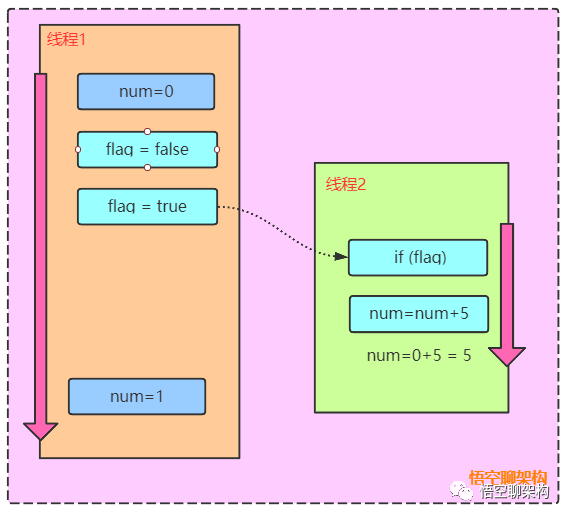 线程1
num=0
flag = false
flag = true
num=1
线程2
if (flag)
num=num+5
num=0+5 = 5
悟空聊架构
悟空聊架构